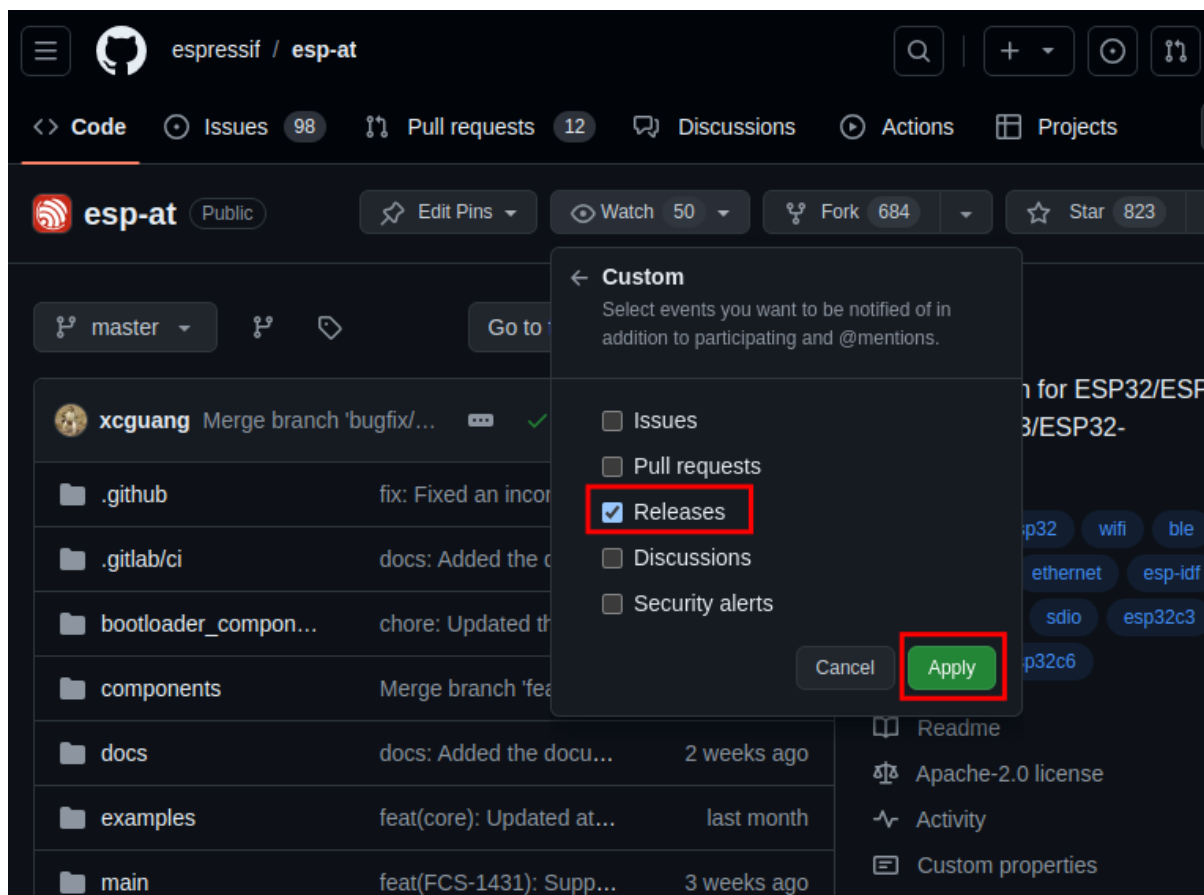 espressif / esp-at
Code Issues 98 Pull requests 12 Discussions Actions Projects
esp-at Public Edit Pins Watch 50 Fork 684 Star 823
Custom
Select events you want to be notified of in
addition to participating and @mentions.
master Go to
n for ESP32/ESP
/ESP32-
xcguang Merge branch 'bugfix/...
Issues
Pull requests
.github fix: Fixed an incor
Releases
wifi ble
.gitlab/ci docs: Added the
Discussions
ethernet esp-idf
Security alerts
bootloader_compon... chore: Updated th
sdio esp32c3
Cancel Apply
p32c6
components Merge branch 'fea
Readme
docs docs: Added the docu... 2 weeks ago
Apache-2.0 license
examples feat(core): Updated at... last month
Activity
Custom properties
main feat(FCS-1431): Supp... 3 weeks ago